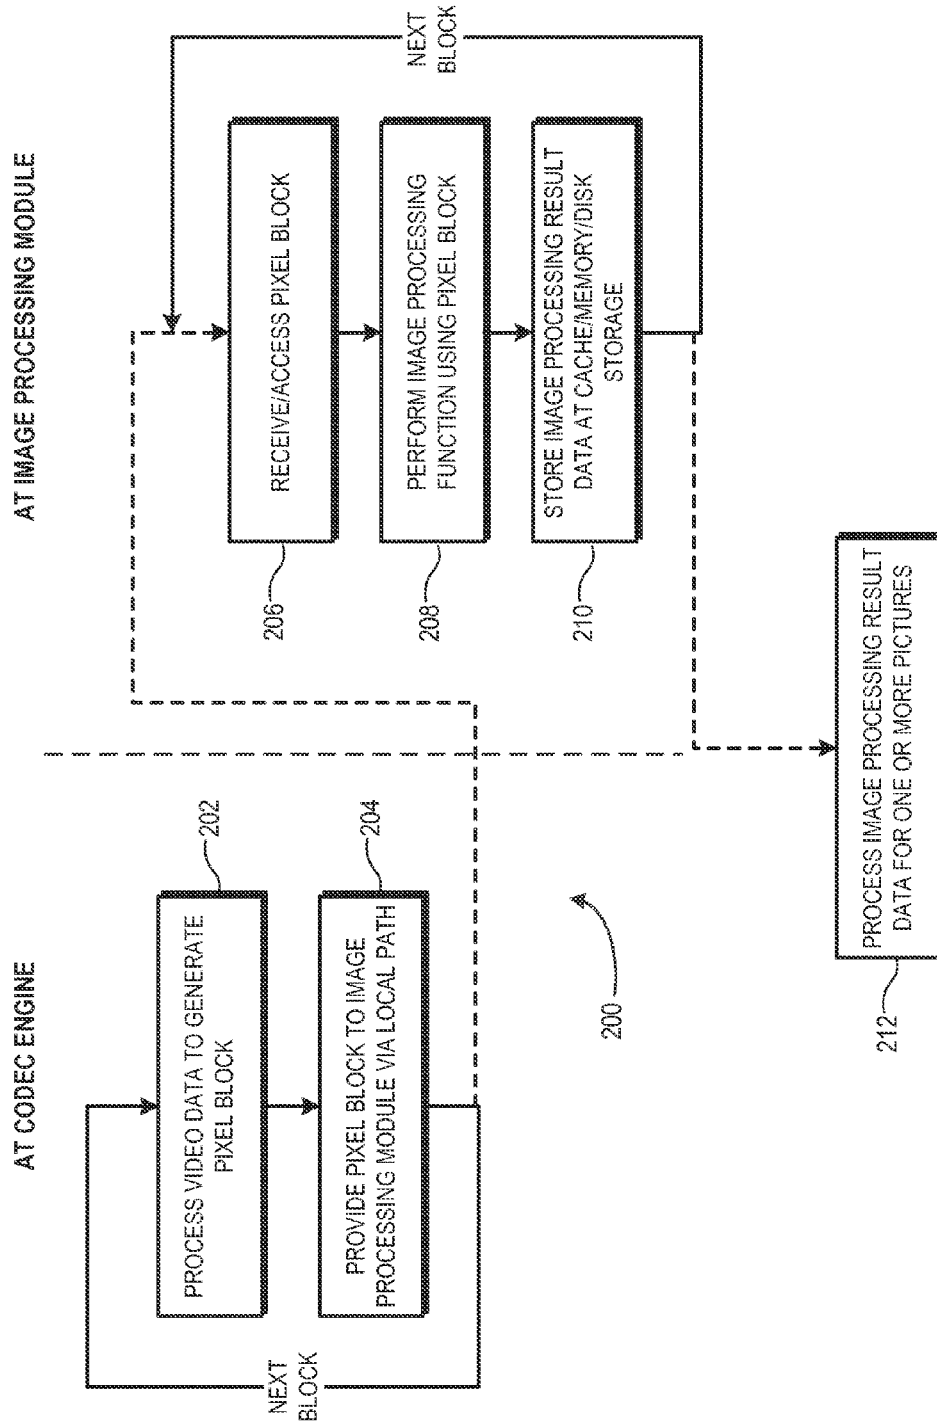 AT CODEC ENGINE
PROCESS VIDEO DATA TO GENERATE
PIXEL BLOCK
202
PROVIDE PIXEL BLOCK TO IMAGE
PROCESSING MODULE VIA LOCAL PATH
204
NEXT
BLOCK
200
AT IMAGE PROCESSING MODULE
RECEIVE/ACCESS PIXEL BLOCK
206
PERFORM IMAGE PROCESSING
FUNCTION USING PIXEL BLOCK
208
STORE IMAGE PROCESSING RESULT
DATA AT CACHE/MEMORY/DISK
STORAGE
210
NEXT
BLOCK
PROCESS IMAGE PROCESSING RESULT
DATA FOR ONE OR MORE PICTURES
212